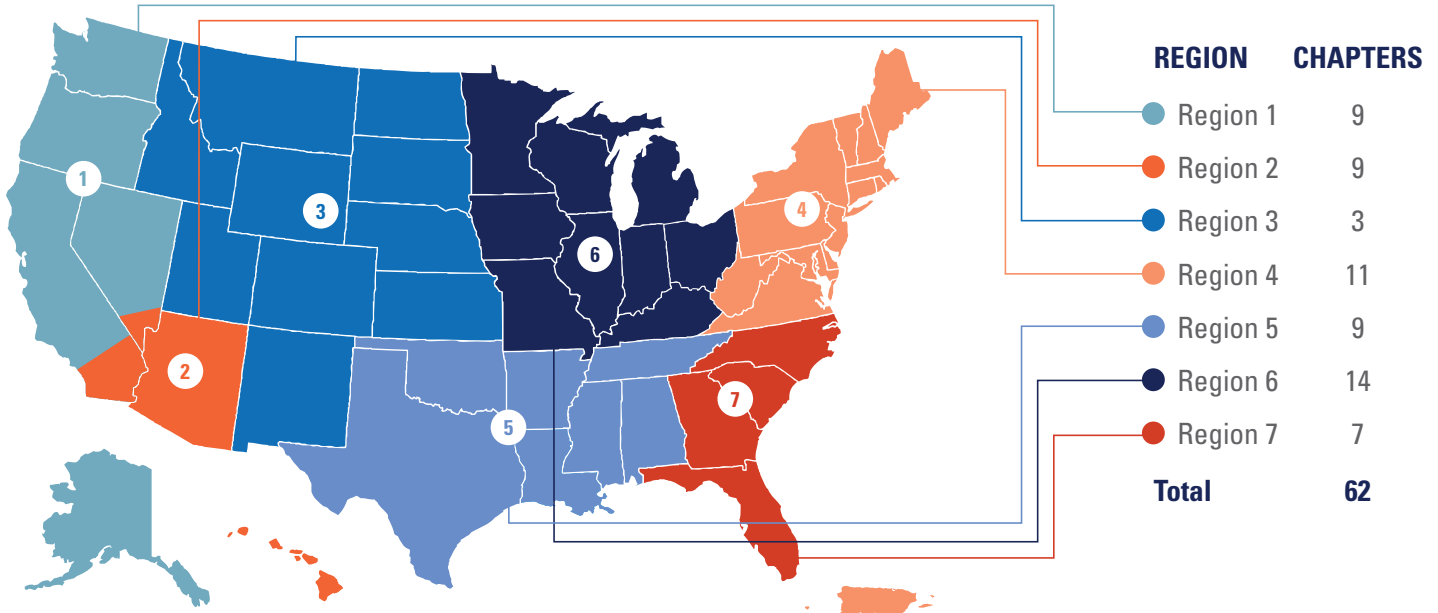 REGION CHAPTERS
Region 1 9
Region 2 9
Region 3 3
Region 4 11
Region 5 9
Region 6 14
Region 7 7
Total 62
1
2
3
4
5
6
7